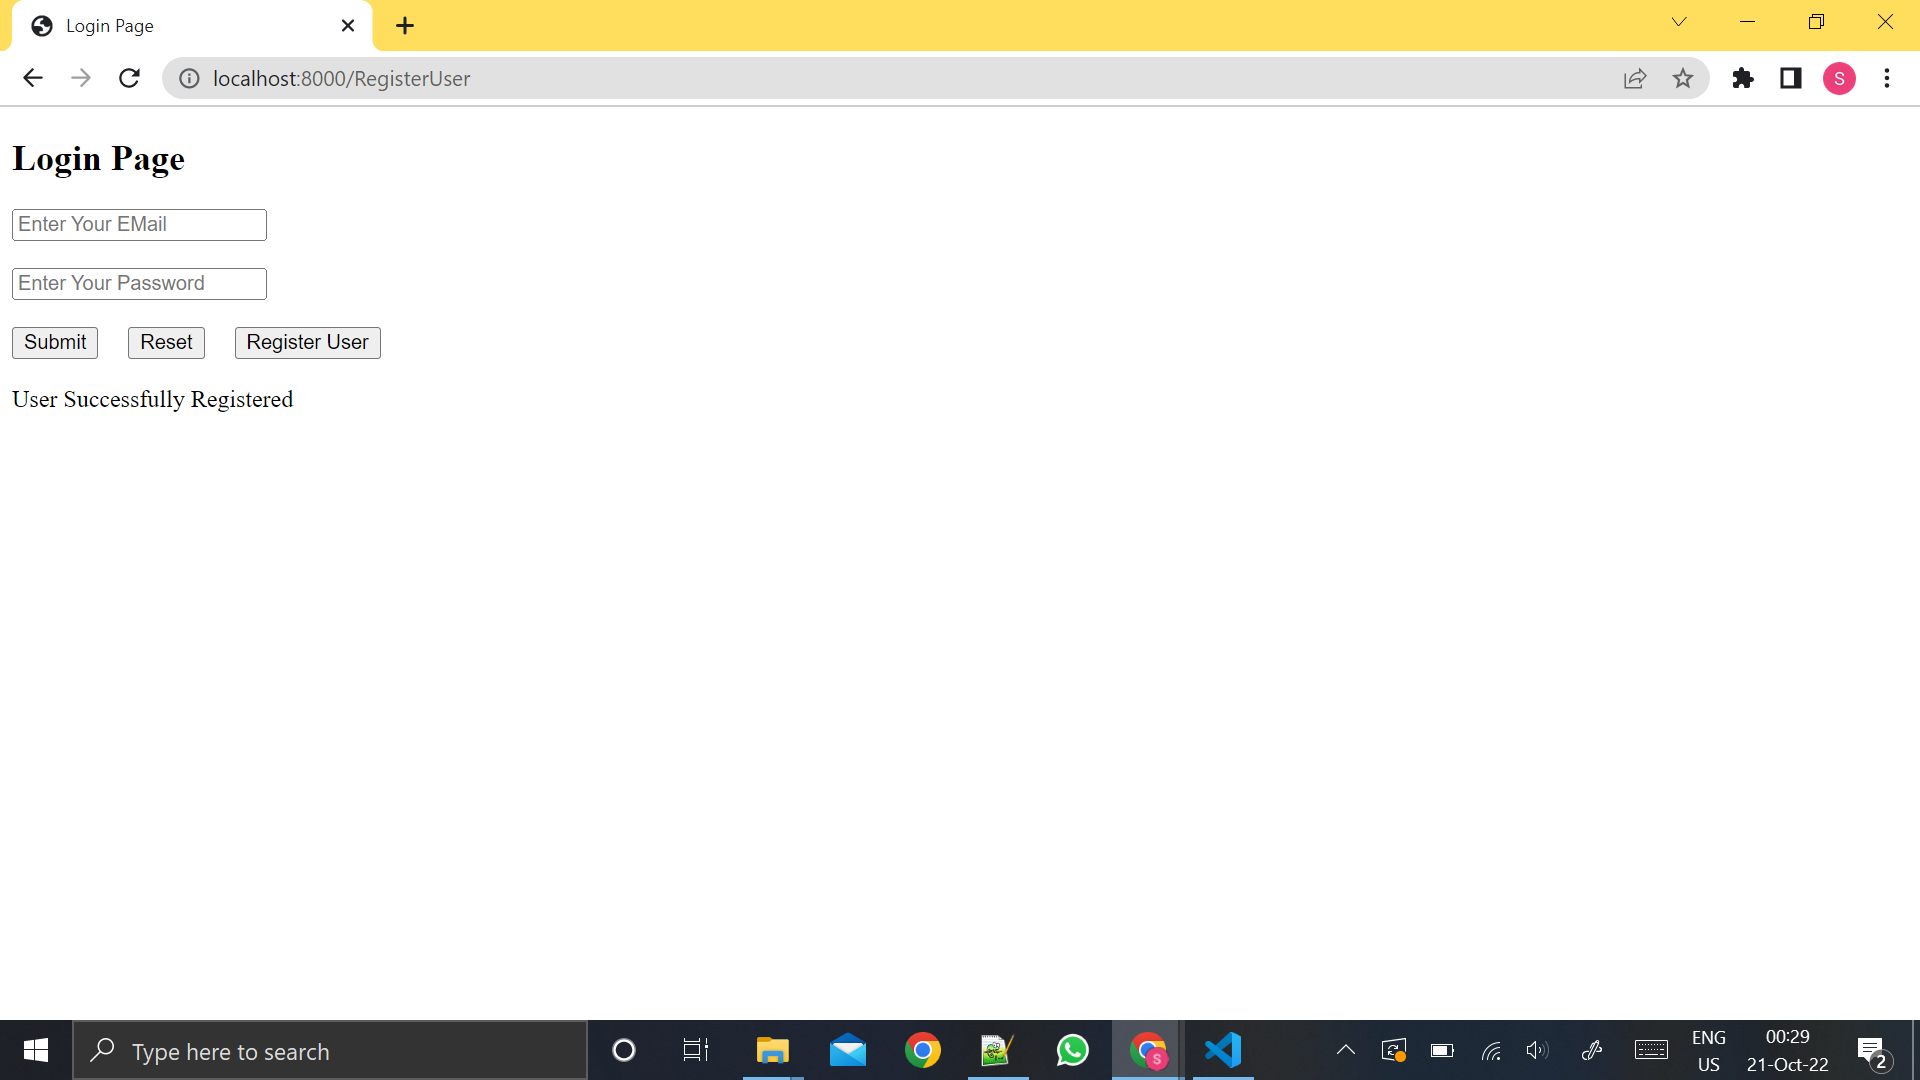 Login Page
localhost:8000/RegisterUser
S
Login Page
Enter Your EMail
Enter Your Password
Submit Reset Register User
User Successfully Registered
Type here to search
S
ENG
US
00:29
21-Oct-22
2